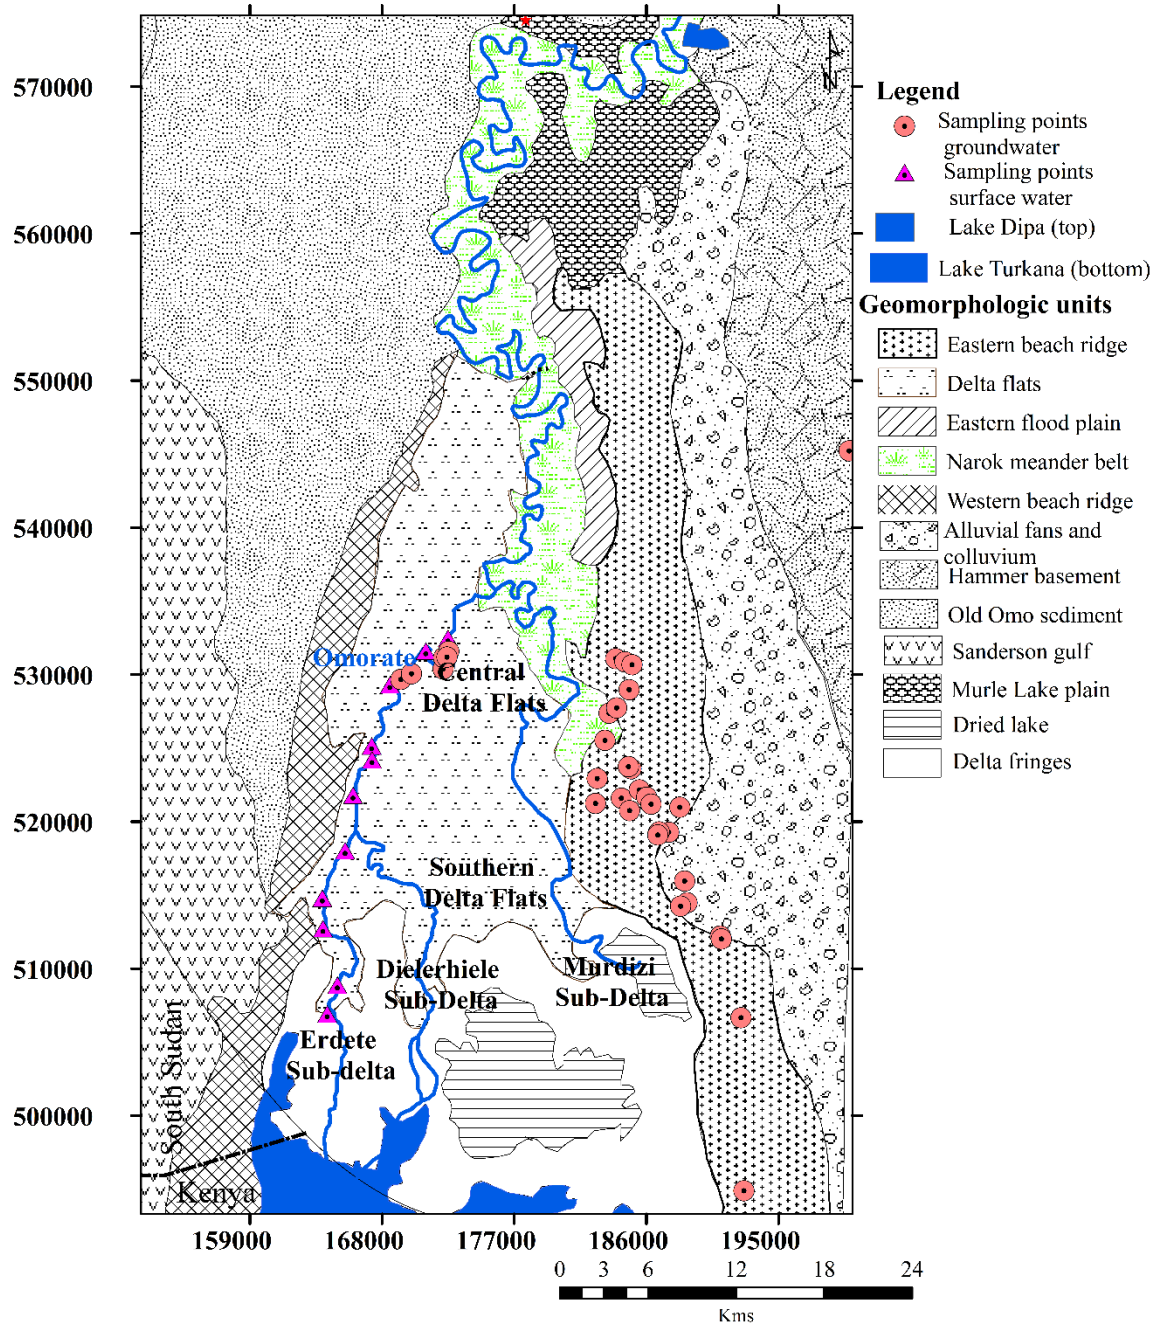 570000
560000
550000
540000
530000
520000
510000
500000
159000
168000
177000
186000
195000
N
Omorato
Central
Delta Flats
Southern
Delta Flats
Dielerhiele
Sub-Delta
Murdizi
Sub-Delta
Erdete
Sub-delta
South Sudan
Kenya
Legend
Sampling points
groundwater
Sampling points
surface water
Lake Dipa (top)
Lake Turkana (bottom)
Geomorphologic units
Eastern beach ridge
Delta flats
Eastern flood plain
Narok meander belt
Western beach ridge
Alluvial fans and
colluvium
Hammer basement
Old Omo sediment
Sanderson gulf
Murle Lake plain
Dried lake
Delta fringes
0 3 6 12 18 24
Kms